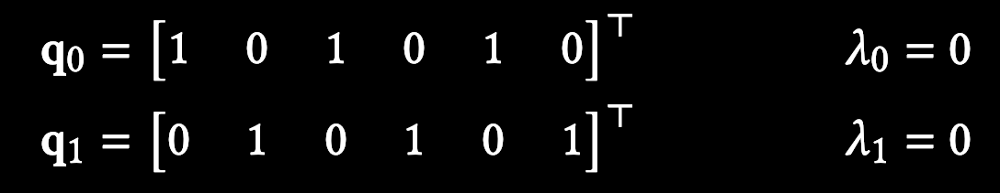 q₀ = [1 0 1 0 1 0]⊤ λ₀ = 0
q₁ = [0 1 0 1 0 1]⊤ λ₁ = 0